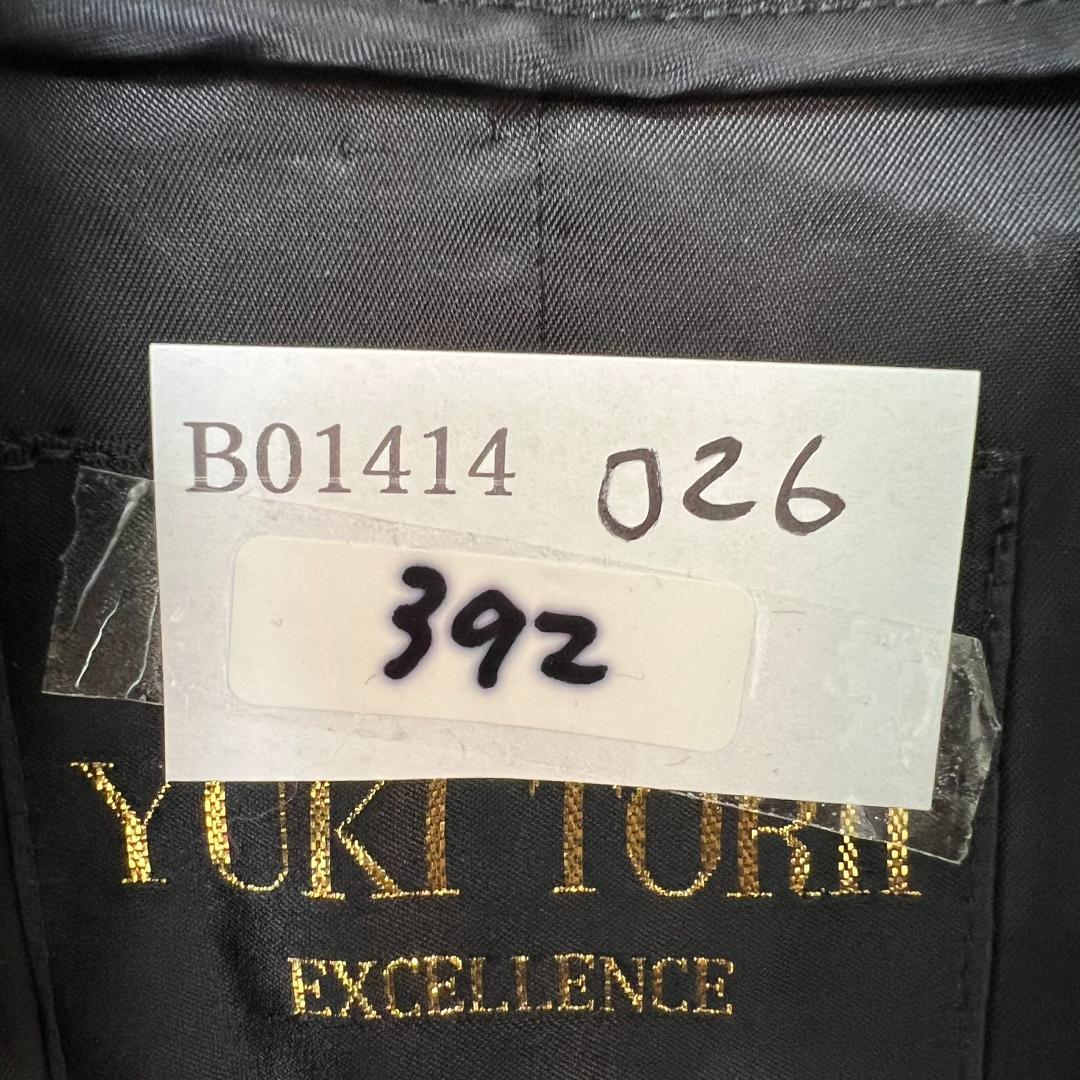 B01414 026
392
YUKI TORII
EXCELLENCE